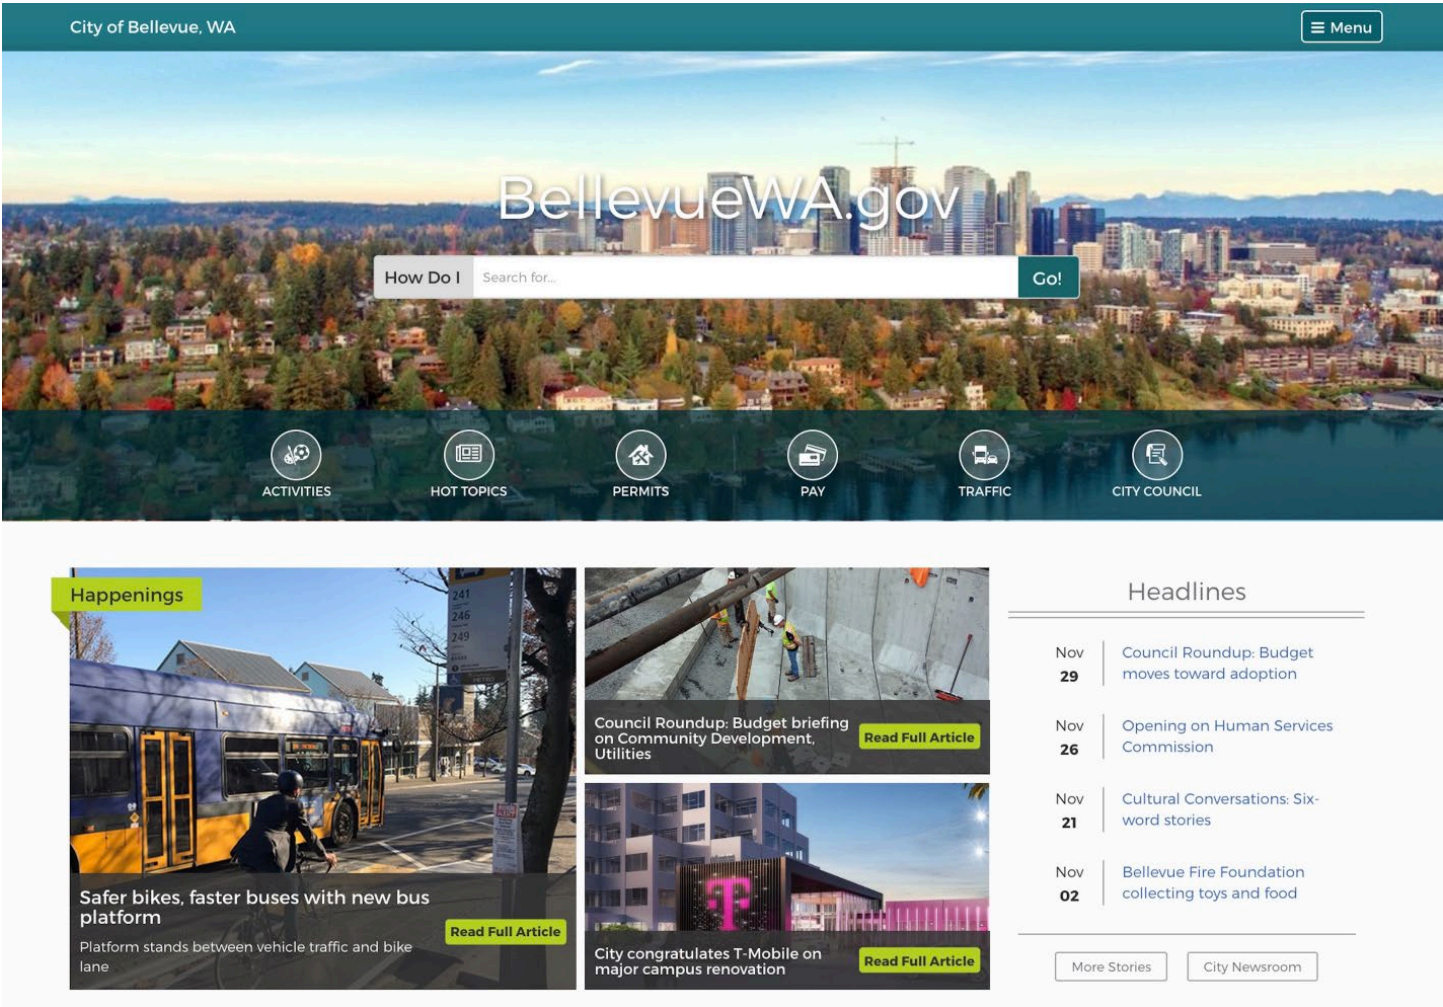 City of Bellevue, WA
Menu
BellevueWA.gov
How Do I
Search for...
Go!
ACTIVITIES
HOT TOPICS
PERMITS
PAY
TRAFFIC
CITY COUNCIL
Happenings
241
246
249
METRO
Safer bikes, faster buses with new bus
platform
Platform stands between vehicle traffic and bike
lane
Read Full Article
Council Roundup: Budget briefing
on Community Development,
Utilities
Read Full Article
T
City congratulates T-Mobile on
major campus renovation
Read Full Article
Headlines
Nov
29
Council Roundup: Budget
moves toward adoption
Nov
26
Opening on Human Services
Commission
Nov
21
Cultural Conversations: Six-
word stories
Nov
02
Bellevue Fire Foundation
collecting toys and food
More Stories
City Newsroom